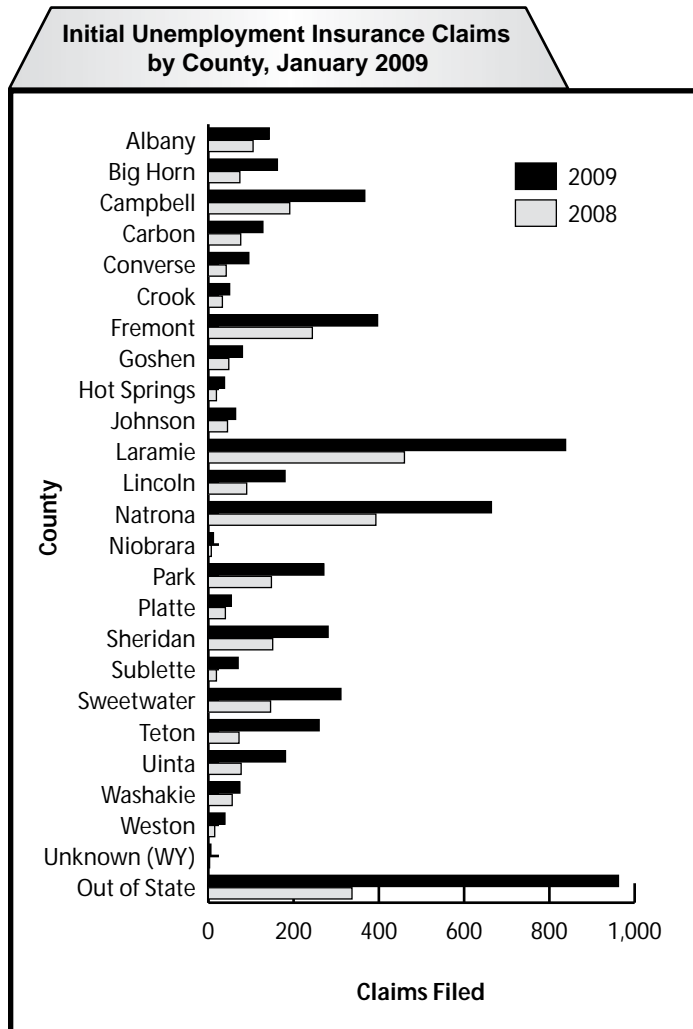 Initial Unemployment Insurance Claims
by County, January 2009
2009
2008
County
Albany
Big Horn
Campbell
Carbon
Converse
Crook
Fremont
Goshen
Hot Springs
Johnson
Laramie
Lincoln
Natrona
Niobrara
Park
Platte
Sheridan
Sublette
Sweetwater
Teton
Uinta
Washakie
Weston
Unknown (WY)
Out of State
0 200 400 600 800 1,000
Claims Filed